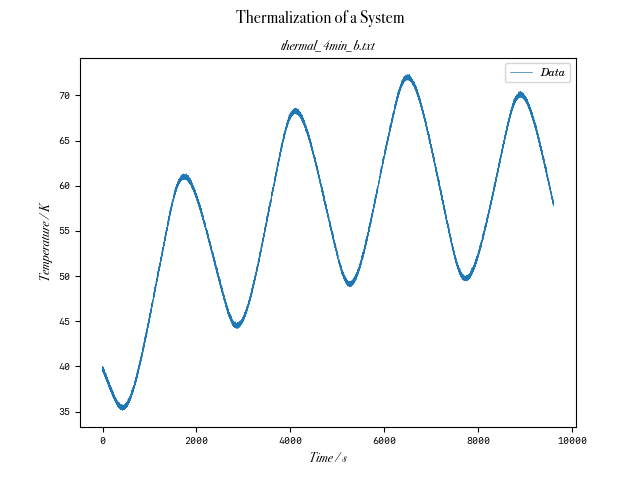 Thermalization of a System
thermal_4min_b.txt
Data
70
65
60
55
50
45
40
35
Temperature / K
0 2000 4000 6000 8000 10000
Time / s